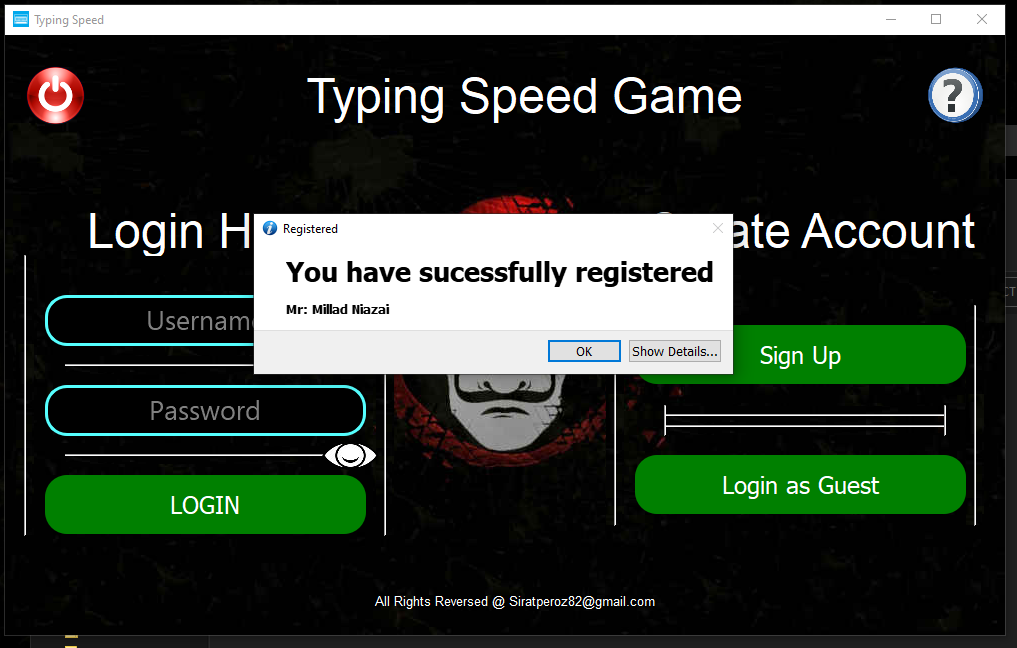 Typing Speed
Typing Speed Game
?
Login H
ate Account
Registered
You have sucessfully registered
Mr: Millad Niazai
OK
Show Details...
Usernam
Password
LOGIN
Sign Up
Login as Guest
CT
All Rights Reversed @ Siratperoz82@gmail.com